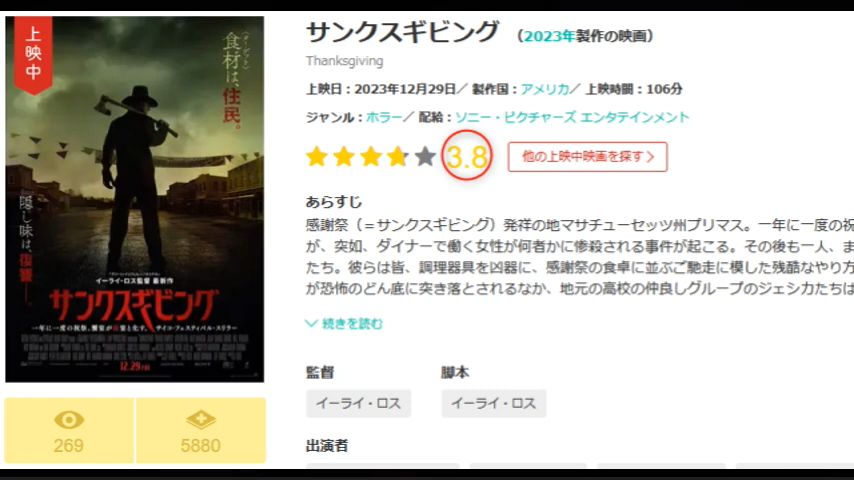 上映中
〈ターゲット〉
食材は、住民。
隠し味は、復讐―。
イーライ・ロス監督 最新作
サンクスギビング
12.29
269
5880
サンクスギビング (2023年製作の映画)
Thanksgiving
上映日：2023年12月29日／ 製作国：アメリカ／ 上映時間：106分
ジャンル：ホラー／ 配給：ソニー・ピクチャーズ エンタテインメント
3.8
他の上映中映画を探す
あらすじ
感謝祭（＝サンクスギビング）発祥の地マサチューセッツ州プリマス。一年に一度の祝
が、突如、ダイナーで働く女性が何者かに惨殺される事件が起こる。その後も一人、ま
たち。彼らは皆、調理器具を凶器に、感謝祭の食卓に並ぶご馳走に模した残酷なやり方
が恐怖のどん底に突き落とされるなか、地元の高校の仲良しグループのジェシカたちは
続きを読む
監督
脚本
イーライ・ロス
イーライ・ロス
出演者